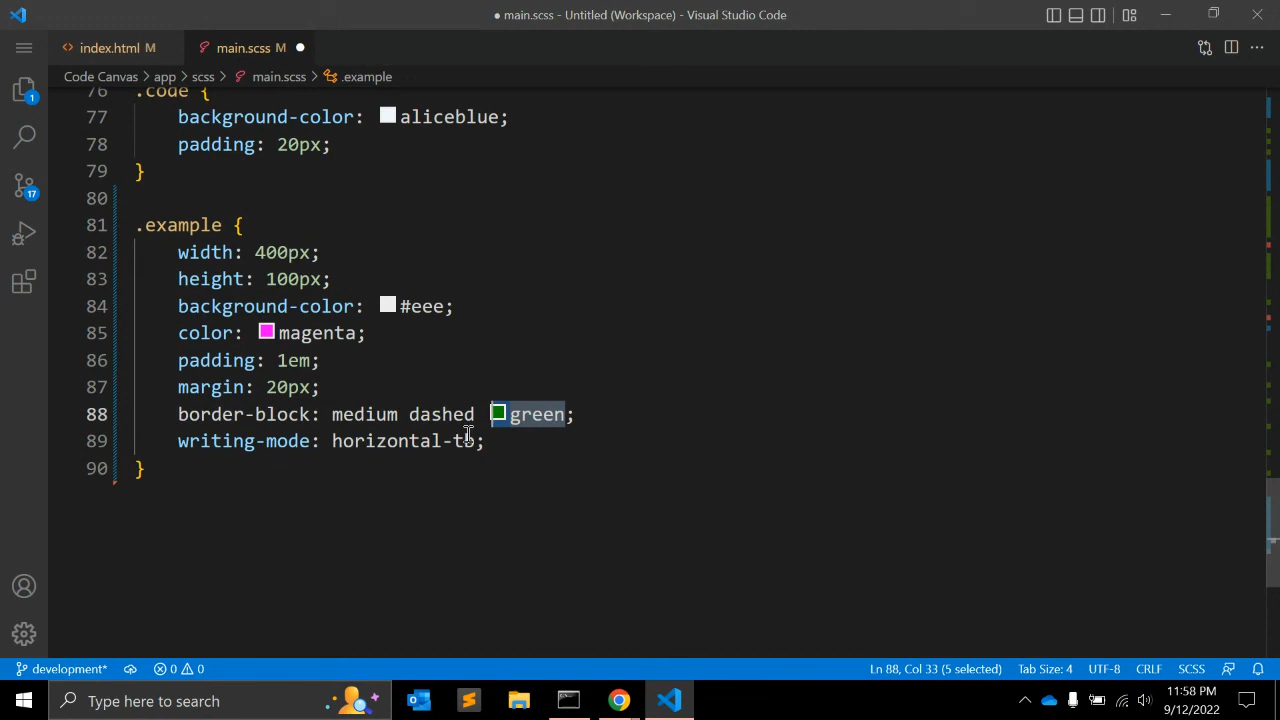 ● main.scss - Untitled (Workspace) - Visual Studio Code
index.html M
main.scss M
Code Canvas > app > scss > main.scss > .example
76 .code {
77 background-color: aliceblue;
78 padding: 20px;
79 }
80
81 .example {
82 width: 400px;
83 height: 100px;
84 background-color: #eee;
85 color: magenta;
86 padding: 1em;
87 margin: 20px;
88 border-block: medium dashed green;
89 writing-mode: horizontal-tb;
90 }
1
17
development* 0 0 Ln 88, Col 33 (5 selected) Tab Size: 4 UTF-8 CRLF SCSS
Type here to search
11:58 PM
9/12/2022